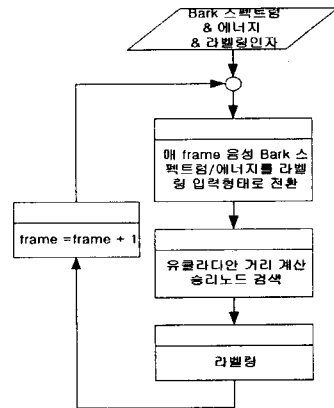 Bark 스펙트럼
& 에너지
& 라벨링인자
매 frame 음성 Bark 스
펙트럼/에너지를 라벨
링 입력형태로 전환
frame =frame + 1
유클라디안 거리 계산
승리노드 검색
라벨링